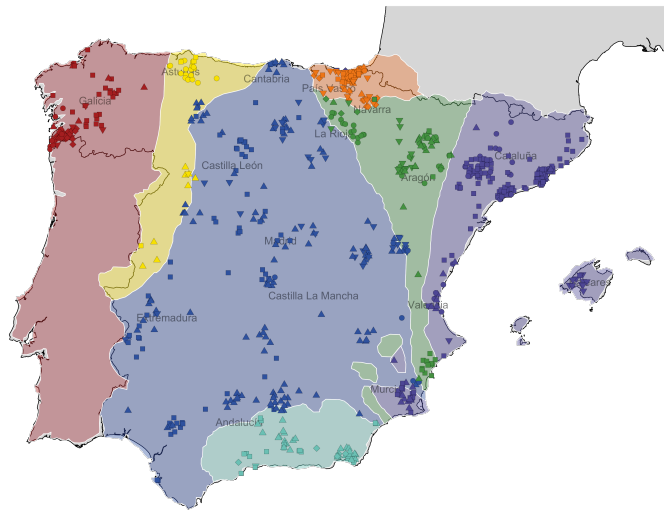 Asturias
Cantabria
País Vasco
Galicia
Navarra
La Rioja
Castilla León
Cataluña
Aragón
Madrid
Baleares
Castilla La Mancha
Valencia
Extremadura
Murcia
Andalucía